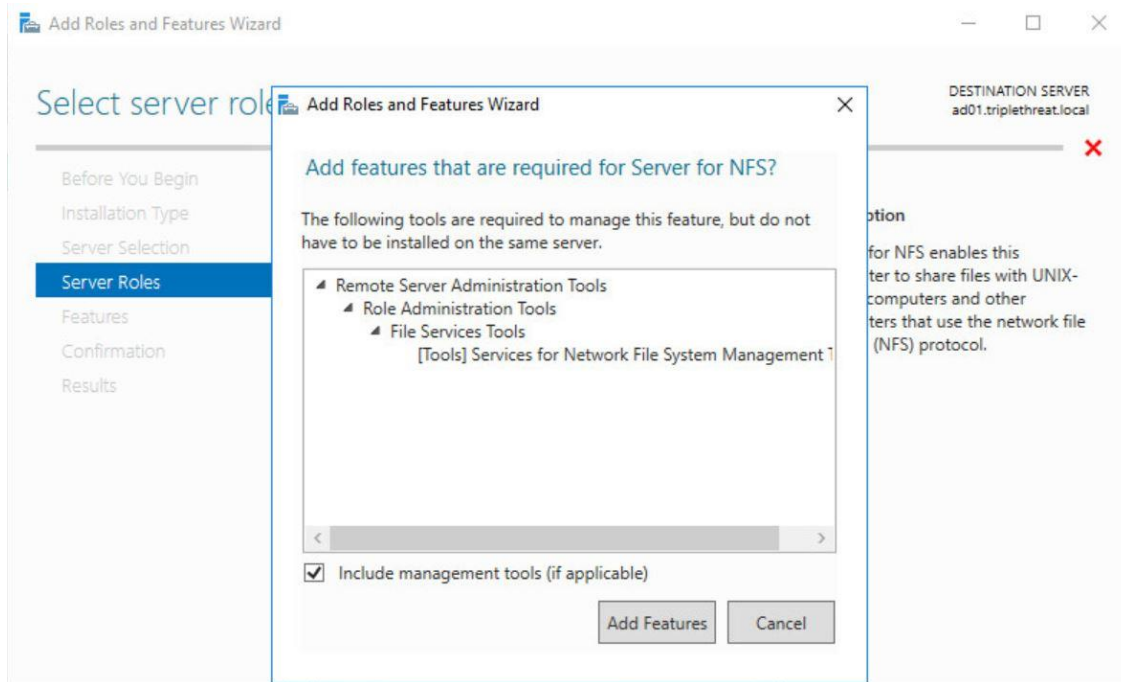 Add Roles and Features Wizard
Select server role
DESTINATION SERVER
ad01.triplethreat.local
Before You Begin
Installation Type
Server Selection
Server Roles
Features
Confirmation
Results
Add Roles and Features Wizard
Add features that are required for Server for NFS?
The following tools are required to manage this feature, but do not
have to be installed on the same server.
Remote Server Administration Tools
Role Administration Tools
File Services Tools
[Tools] Services for Network File System Management
Include management tools (if applicable)
Add Features
Cancel
ption
for NFS enables this
ter to share files with UNIX-
computers and other
ters that use the network file
(NFS) protocol.